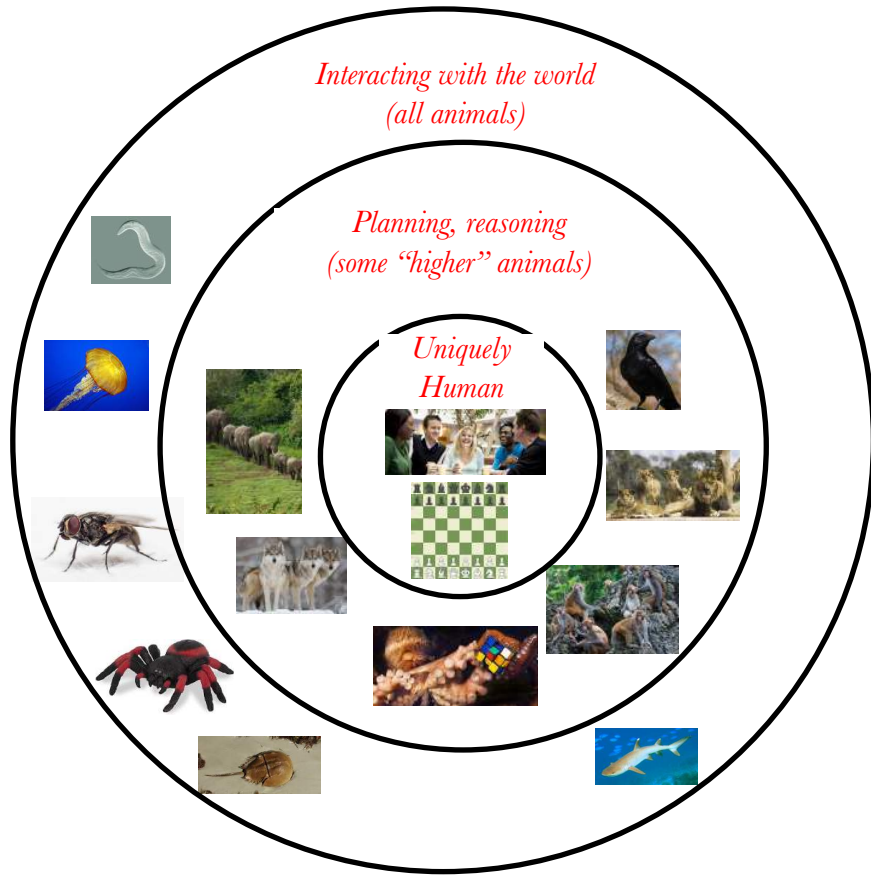 Interacting with the world
(all animals)
Planning, reasoning
(some “higher” animals)
Uniquely
Human